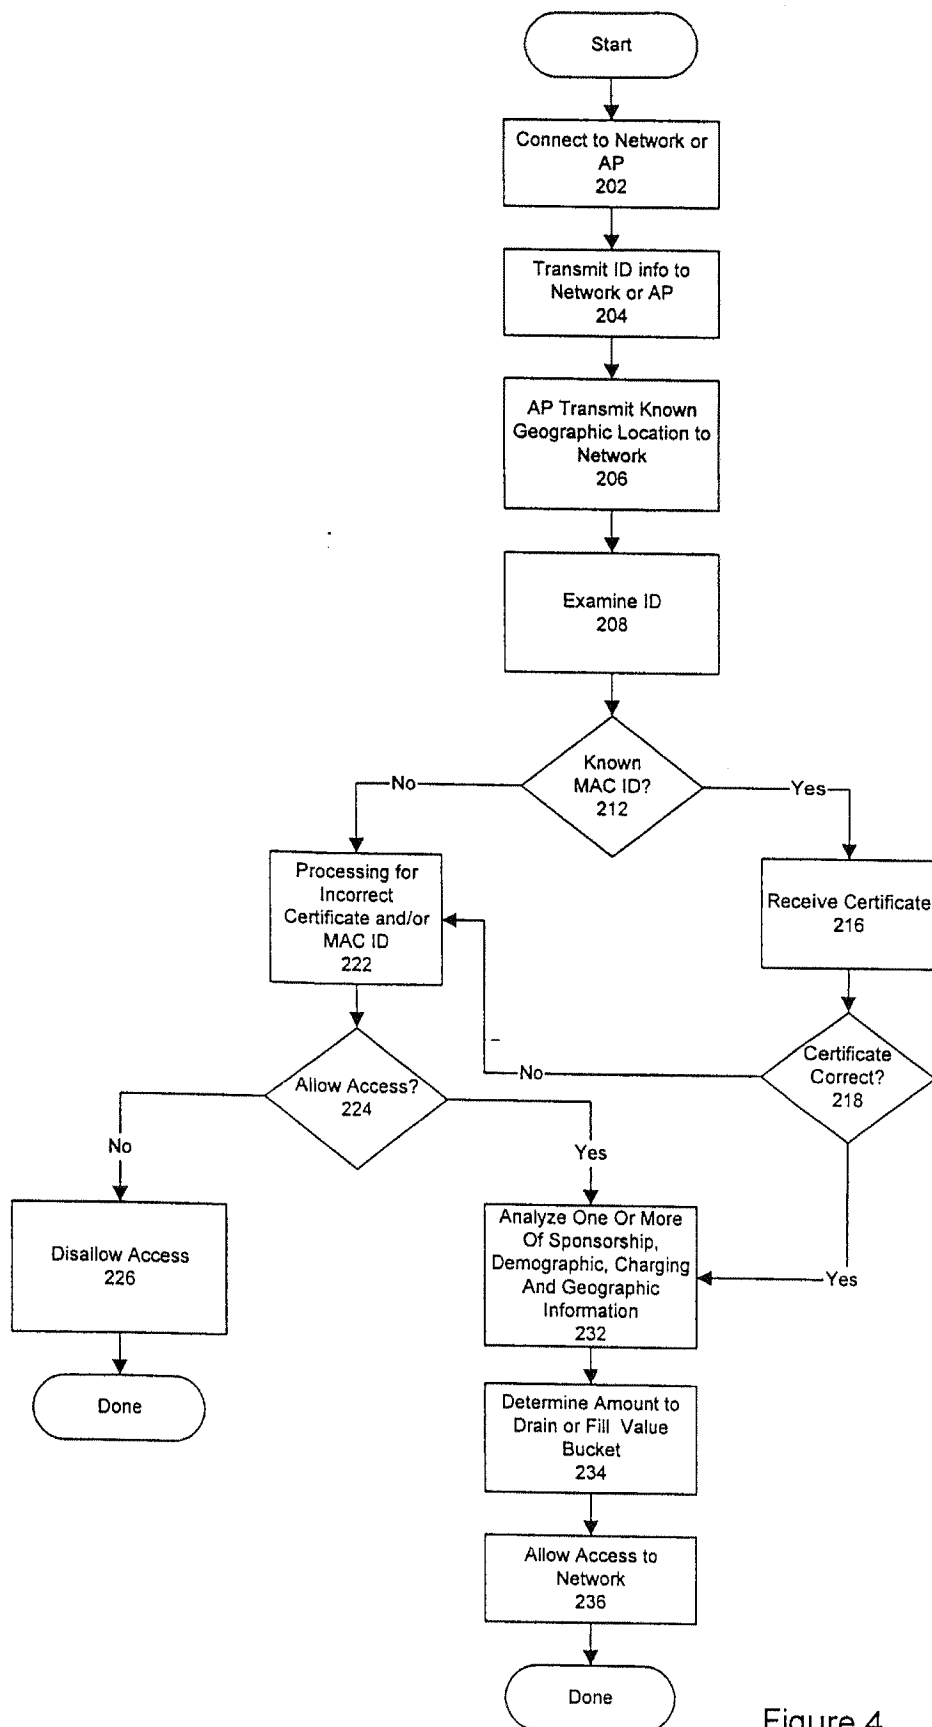 Start
Connect to Network or
AP
202
Transmit ID info to
Network or AP
204
AP Transmit Known
Geographic Location to
Network
206
Examine ID
208
Known
MAC ID?
212
No
Yes
Processing for
Incorrect
Certificate and/or
MAC ID
222
Receive Certificate
216
Certificate
Correct?
218
No
Allow Access?
224
No
Yes
Yes
Disallow Access
226
Done
Analyze One Or More
Of Sponsorship,
Demographic, Charging
And Geographic
Information
232
Determine Amount to
Drain or Fill Value
Bucket
234
Allow Access to
Network
236
Done
Figure 4